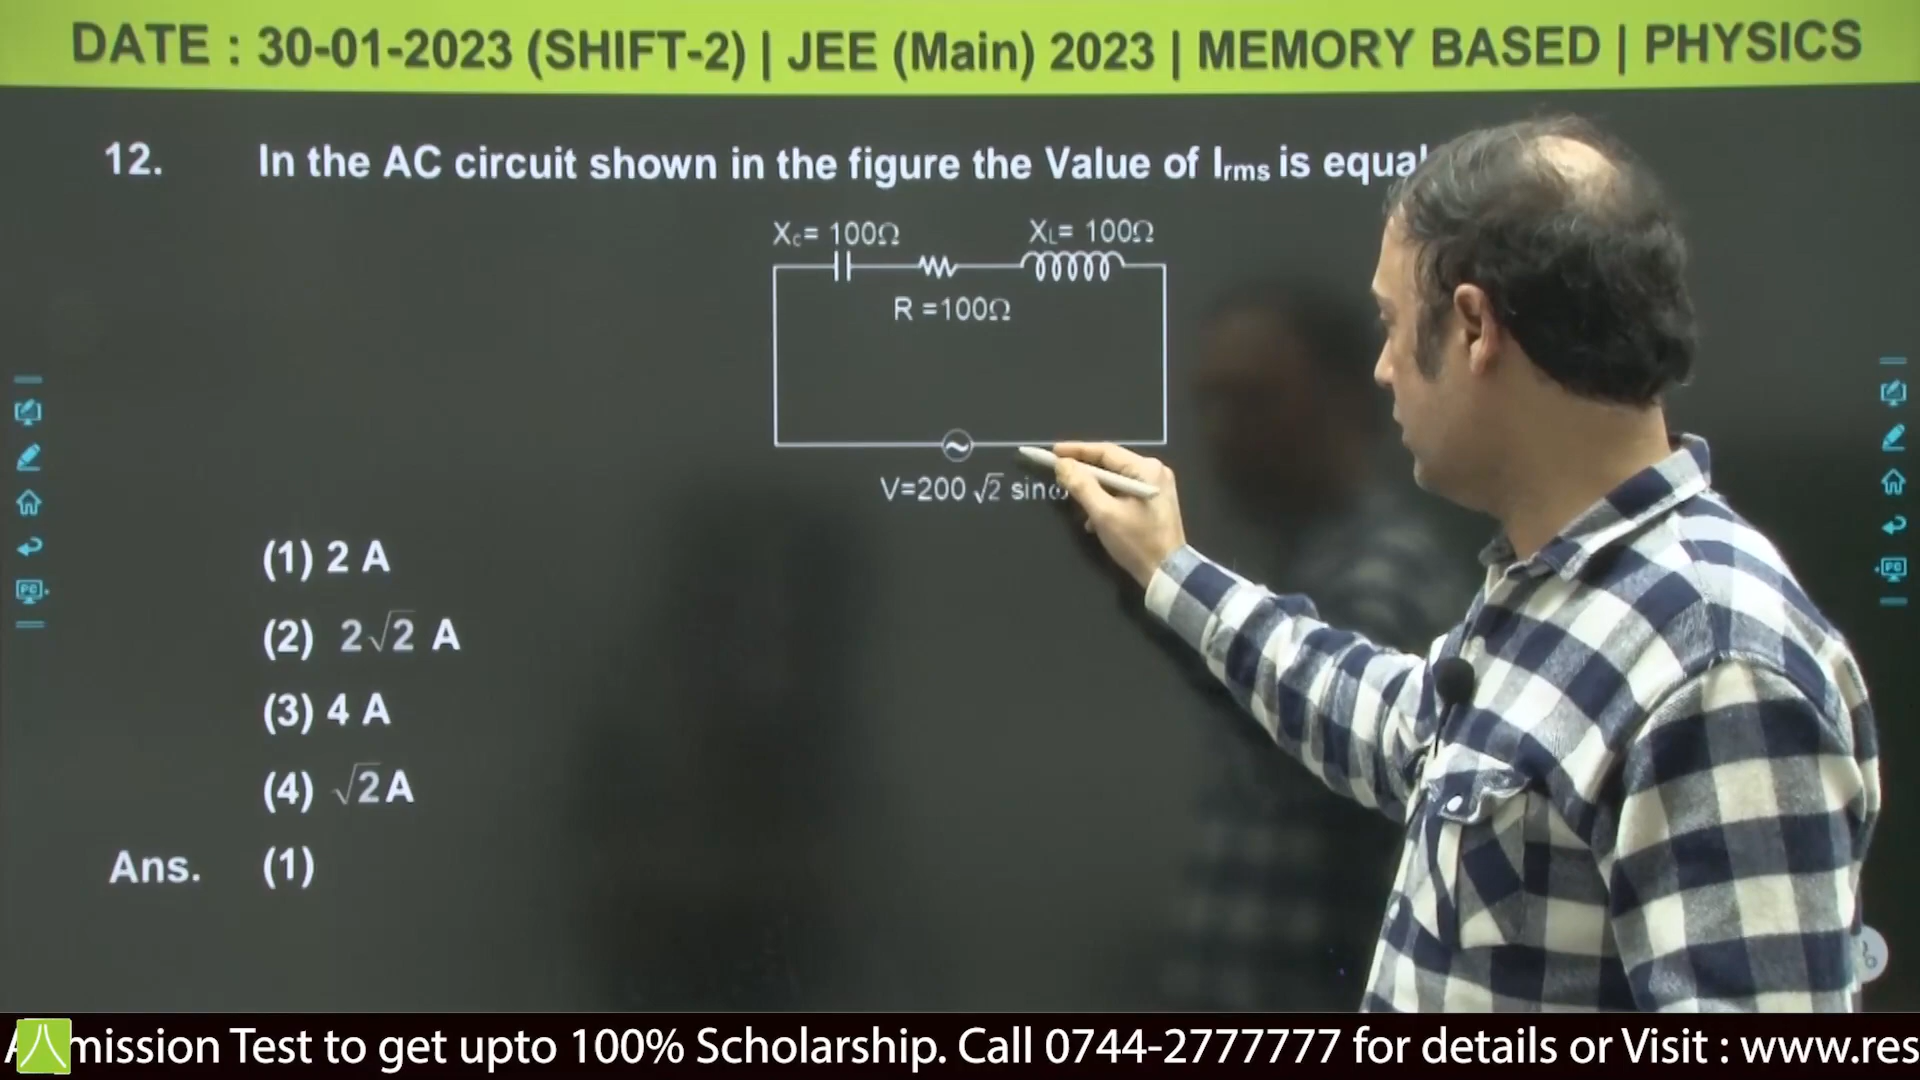 DATE : 30-01-2023 (SHIFT-2) | JEE (Main) 2023 | MEMORY BASED | PHYSICS
12. In the AC circuit shown in the figure the Value of Irms is equal
Xc= 100Ω XL= 100Ω
R =100Ω
V=200 √2 sinω
(1) 2 A
(2) 2√2 A
(3) 4 A
(4) √2 A
Ans. (1)
PC
PC
mission Test to get upto 100% Scholarship. Call 0744-2777777 for details or Visit : www.res